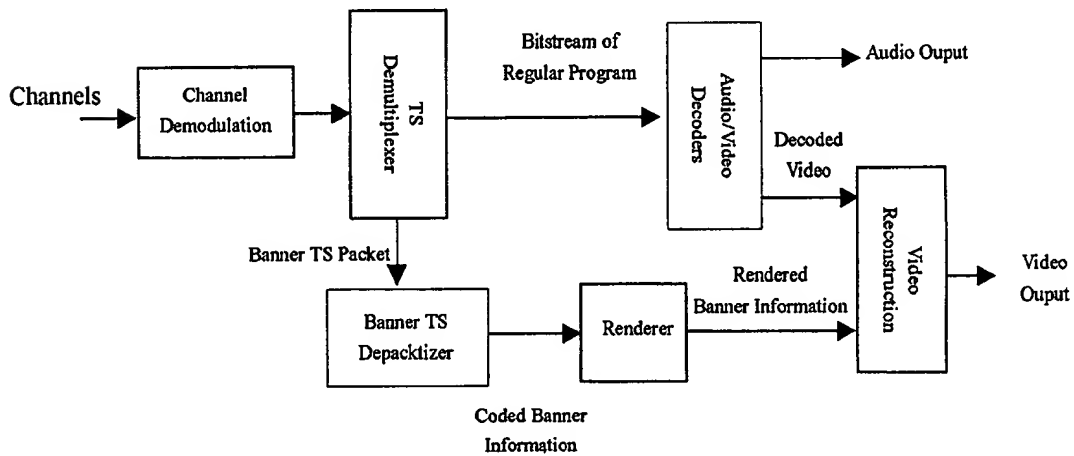 Channels
Channel
Demodulation
TS
Demultiplexer
Bitstream of
Regular Program
Audio/Video
Decoders
Audio Ouput
Decoded
Video
Video
Reconstruction
Video
Ouput
Banner TS Packet
Banner TS
Depacktizer
Renderer
Rendered
Banner Information
Coded Banner
Information